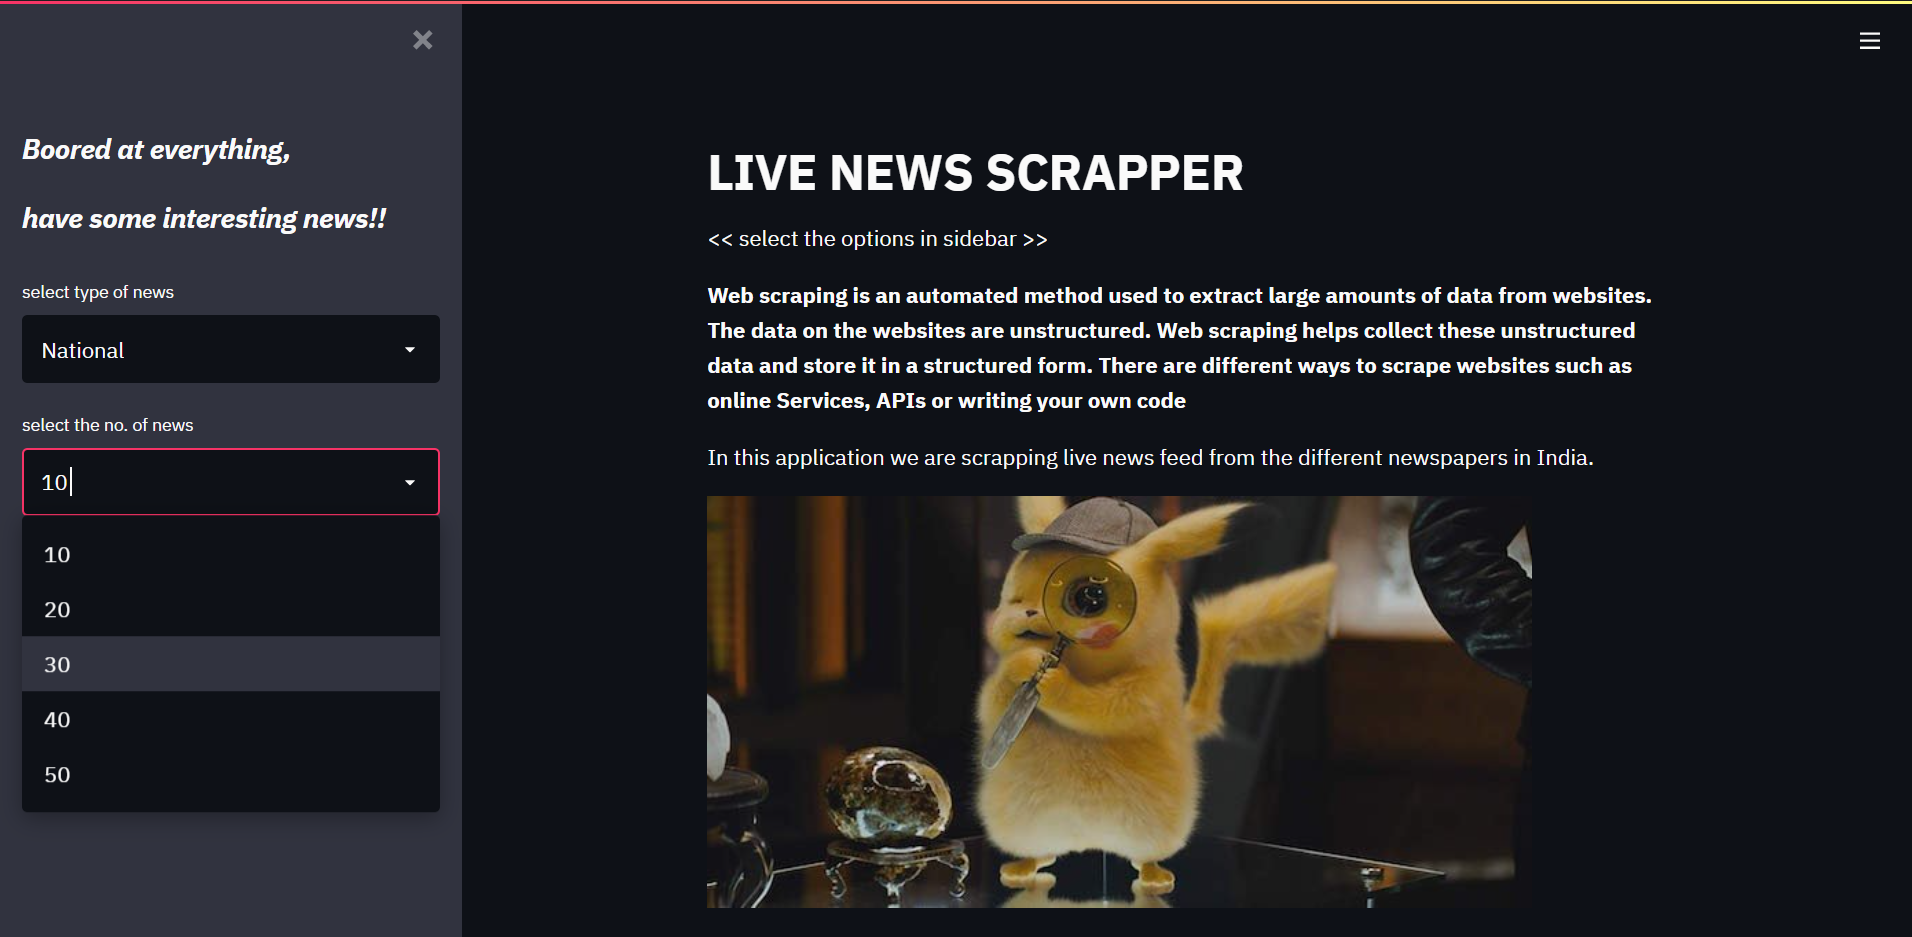 Boored at everything,
have some interesting news!!
select type of news
National
select the no. of news
10
10
20
30
40
50
LIVE NEWS SCRAPPER
<< select the options in sidebar >>
Web scraping is an automated method used to extract large amounts of data from websites.
The data on the websites are unstructured. Web scraping helps collect these unstructured
data and store it in a structured form. There are different ways to scrape websites such as
online Services, APIs or writing your own code
In this application we are scrapping live news feed from the different newspapers in India.